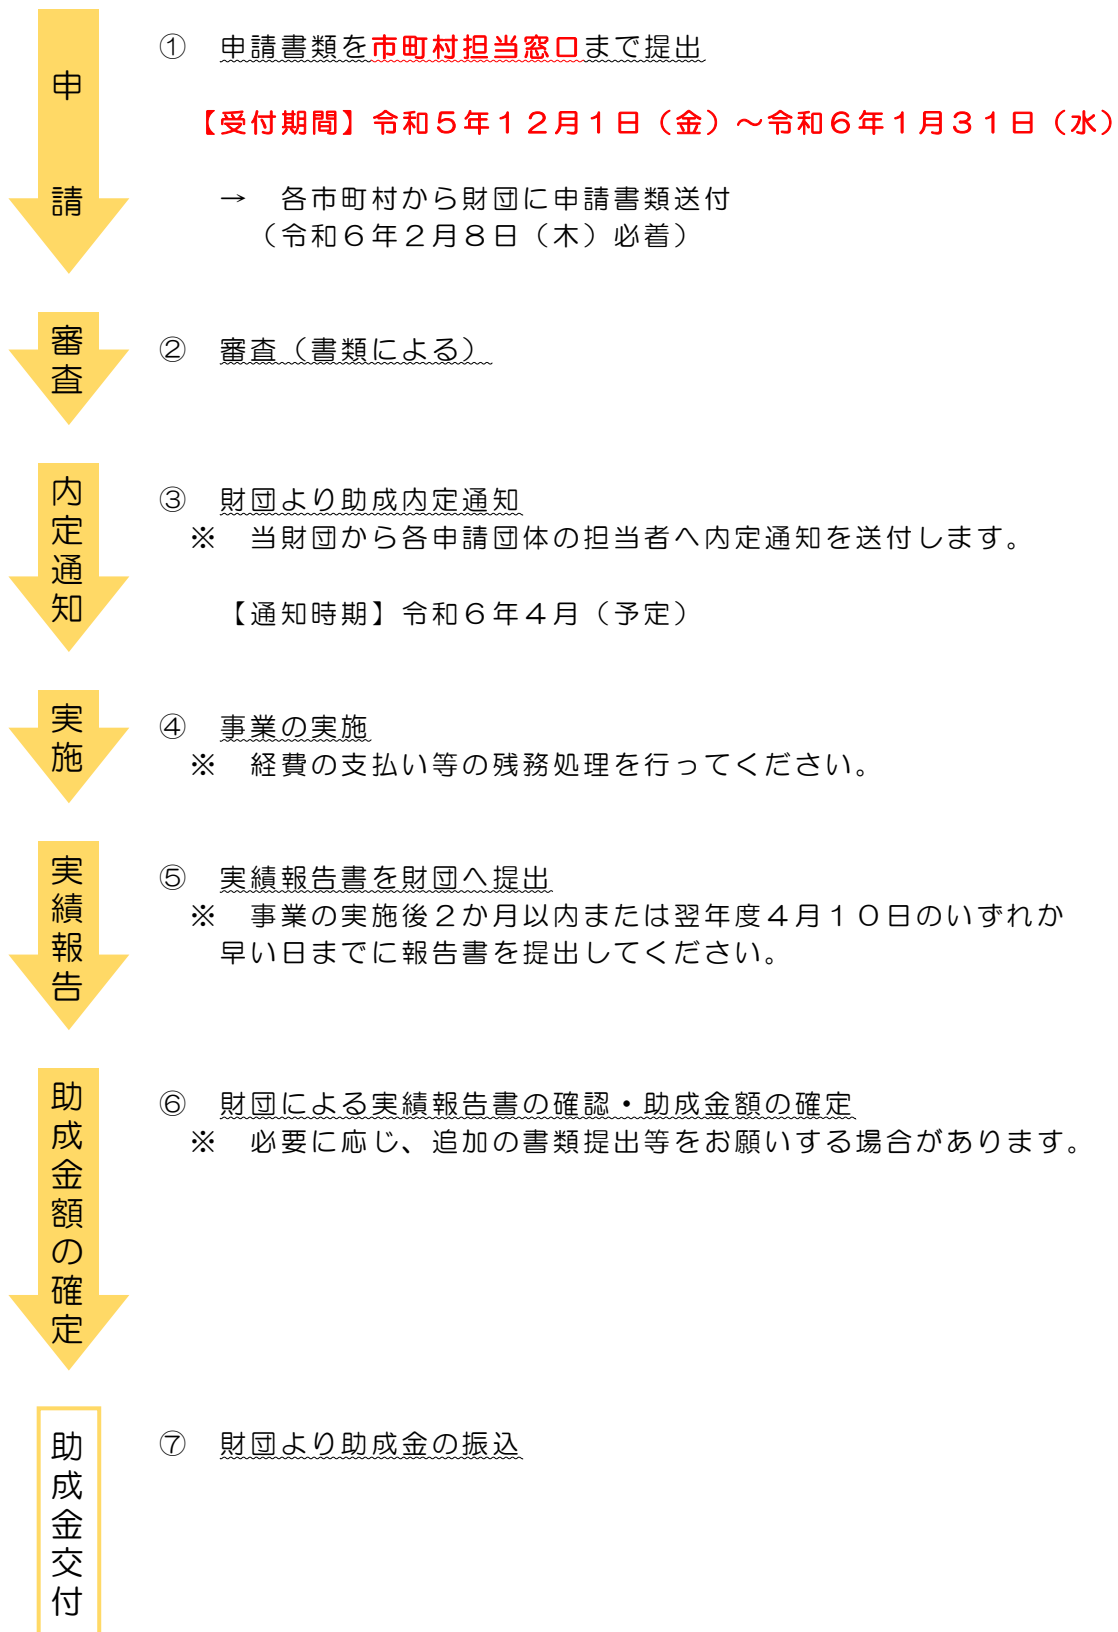 申請
① 申請書類を市町村担当窓口まで提出
【受付期間】令和５年１２月１日（金）～令和６年１月３１日（水）
→ 各市町村から財団に申請書類送付
（令和６年２月８日（木）必着）
審査
② 審査（書類による）
内定通知
③ 財団より助成内定通知
※ 当財団から各申請団体の担当者へ内定通知を送付します。
【通知時期】令和６年４月（予定）
実施
④ 事業の実施
※ 経費の支払い等の残務処理を行ってください。
実績報告
⑤ 実績報告書を財団へ提出
※ 事業の実施後２か月以内または翌年度４月１０日のいずれか
早い日までに報告書を提出してください。
助成金額の確定
⑥ 財団による実績報告書の確認・助成金額の確定
※ 必要に応じ、追加の書類提出等をお願いする場合があります。
助成金交付
⑦ 財団より助成金の振込